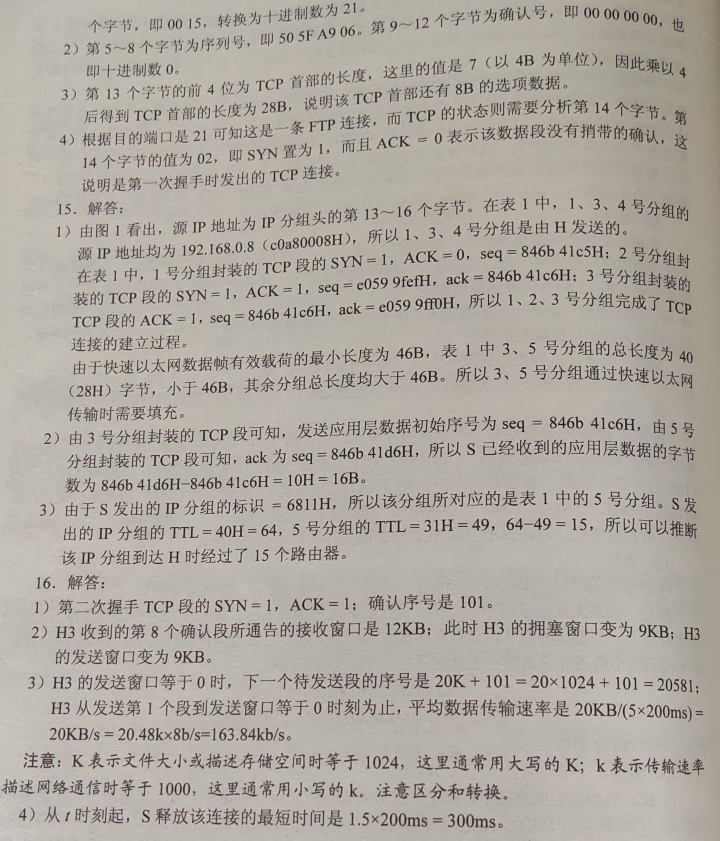 个字节，即 00 15，转换为十进制数为 21。
2）第 5～8 个字节为序列号，即 50 5F A9 06。第 9～12 个字节为确认号，即 00 00 00 00，也
即十进制数 0。
3）第 13 个字节的前 4 位为 TCP 首部的长度，这里的值是 7（以 4B 为单位），因此乘以 4
后得到 TCP 首部的长度为 28B，说明该 TCP 首部还有 8B 的选项数据。
4）根据目的端口是 21 可知这是一条 FTP 连接，而 TCP 的状态则需要分析第 14 个字节。第
14 个字节的值为 02，即 SYN 置为 1，而且 ACK = 0 表示该数据段没有捎带的确认，这
说明是第一次握手时发出的 TCP 连接。
15．解答：
1）由图 1 看出，源 IP 地址为 IP 分组头的第 13～16 个字节。在表 1 中，1、3、4 号分组的
源 IP 地址均为 192.168.0.8（c0a80008H），所以 1、3、4 号分组是由 H 发送的。
在表 1 中，1 号分组封装的 TCP 段的 SYN = 1，ACK = 0，seq = 846b 41c5H；2 号分组封
装的 TCP 段的 SYN = 1，ACK = 1，seq = e059 9fefH，ack = 846b 41c6H；3 号分组封装的
TCP 段的 ACK = 1，seq = 846b 41c6H，ack = e059 9ff0H，所以 1、2、3 号分组完成了 TCP
连接的建立过程。
由于快速以太网数据帧有效载荷的最小长度为 46B，表 1 中 3、5 号分组的总长度为 40
（28H）字节，小于 46B，其余分组总长度均大于 46B。所以 3、5 号分组通过快速以太网
传输时需要填充。
2）由 3 号分组封装的 TCP 段可知，发送应用层数据初始序号为 seq = 846b 41c6H，由 5 号
分组封装的 TCP 段可知，ack 为 seq = 846b 41d6H，所以 S 已经收到的应用层数据的字节
数为 846b 41d6H−846b 41c6H = 10H = 16B。
3）由于 S 发出的 IP 分组的标识 = 6811H，所以该分组所对应的是表 1 中的 5 号分组。S 发
出的 IP 分组的 TTL = 40H = 64，5 号分组的 TTL = 31H = 49，64−49 = 15，所以可以推断
该 IP 分组到达 H 时经过了 15 个路由器。
16．解答：
1）第二次握手 TCP 段的 SYN = 1，ACK = 1；确认序号是 101。
2）H3 收到的第 8 个确认段所通告的接收窗口是 12KB；此时 H3 的拥塞窗口变为 9KB；H3
的发送窗口变为 9KB。
3）H3 的发送窗口等于 0 时，下一个待发送段的序号是 20K + 101 = 20×1024 + 101 = 20581；
H3 从发送第 1 个段到发送窗口等于 0 时刻为止，平均数据传输速率是 20KB/(5×200ms) =
20KB/s = 20.48k×8b/s=163.84kb/s。
注意：K 表示文件大小或描述存储空间时等于 1024，这里通常用大写的 K；k 表示传输速率
描述网络通信时等于 1000，这里通常用小写的 k。注意区分和转换。
4）从 t 时刻起，S 释放该连接的最短时间是 1.5×200ms = 300ms。